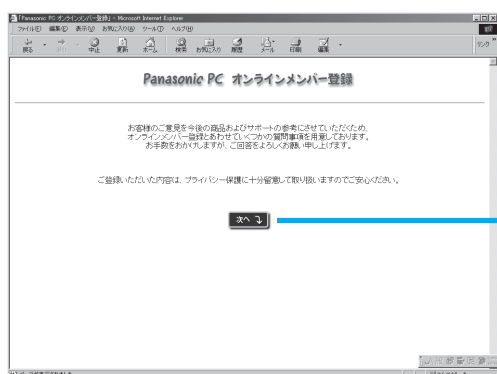 「Panasonic PC オンラインメンバー登録」 - Microsoft Internet Explorer
ファイル(F) 編集(E) 表示(V) お気に入り(A) ツール(T) ヘルプ(H)
戻る 中止 更新 ホーム 検索 お気に入り 履歴 メール 印刷 編集 リンク
Panasonic PC オンラインメンバー登録
お客様のご意見を今後の商品およびサポートの参考にさせていただくため、
オンラインメンバー登録とあわせていくつかの質問事項を用意しております。
お手数をおかけしますが、ご回答をよろしくお願い申し上げます。
ご登録いただいた内容は、プライバシー保護に十分留意して取り扱いますのでご安心ください。
次へ